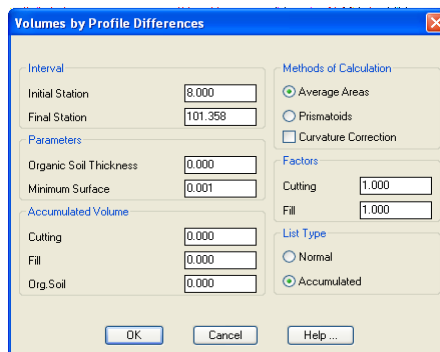 Volumes by Profile Differences
Interval
Initial Station 8.000
Final Station 101.358
Parameters
Organic Soil Thickness 0.000
Minimum Surface 0.001
Accumulated Volume
Cutting 0.000
Fill 0.000
Org.Soil 0.000
Methods of Calculation
Average Areas
Prismatoids
Curvature Correction
Factors
Cutting 1.000
Fill 1.000
List Type
Normal
Accumulated
OK Cancel Help ...